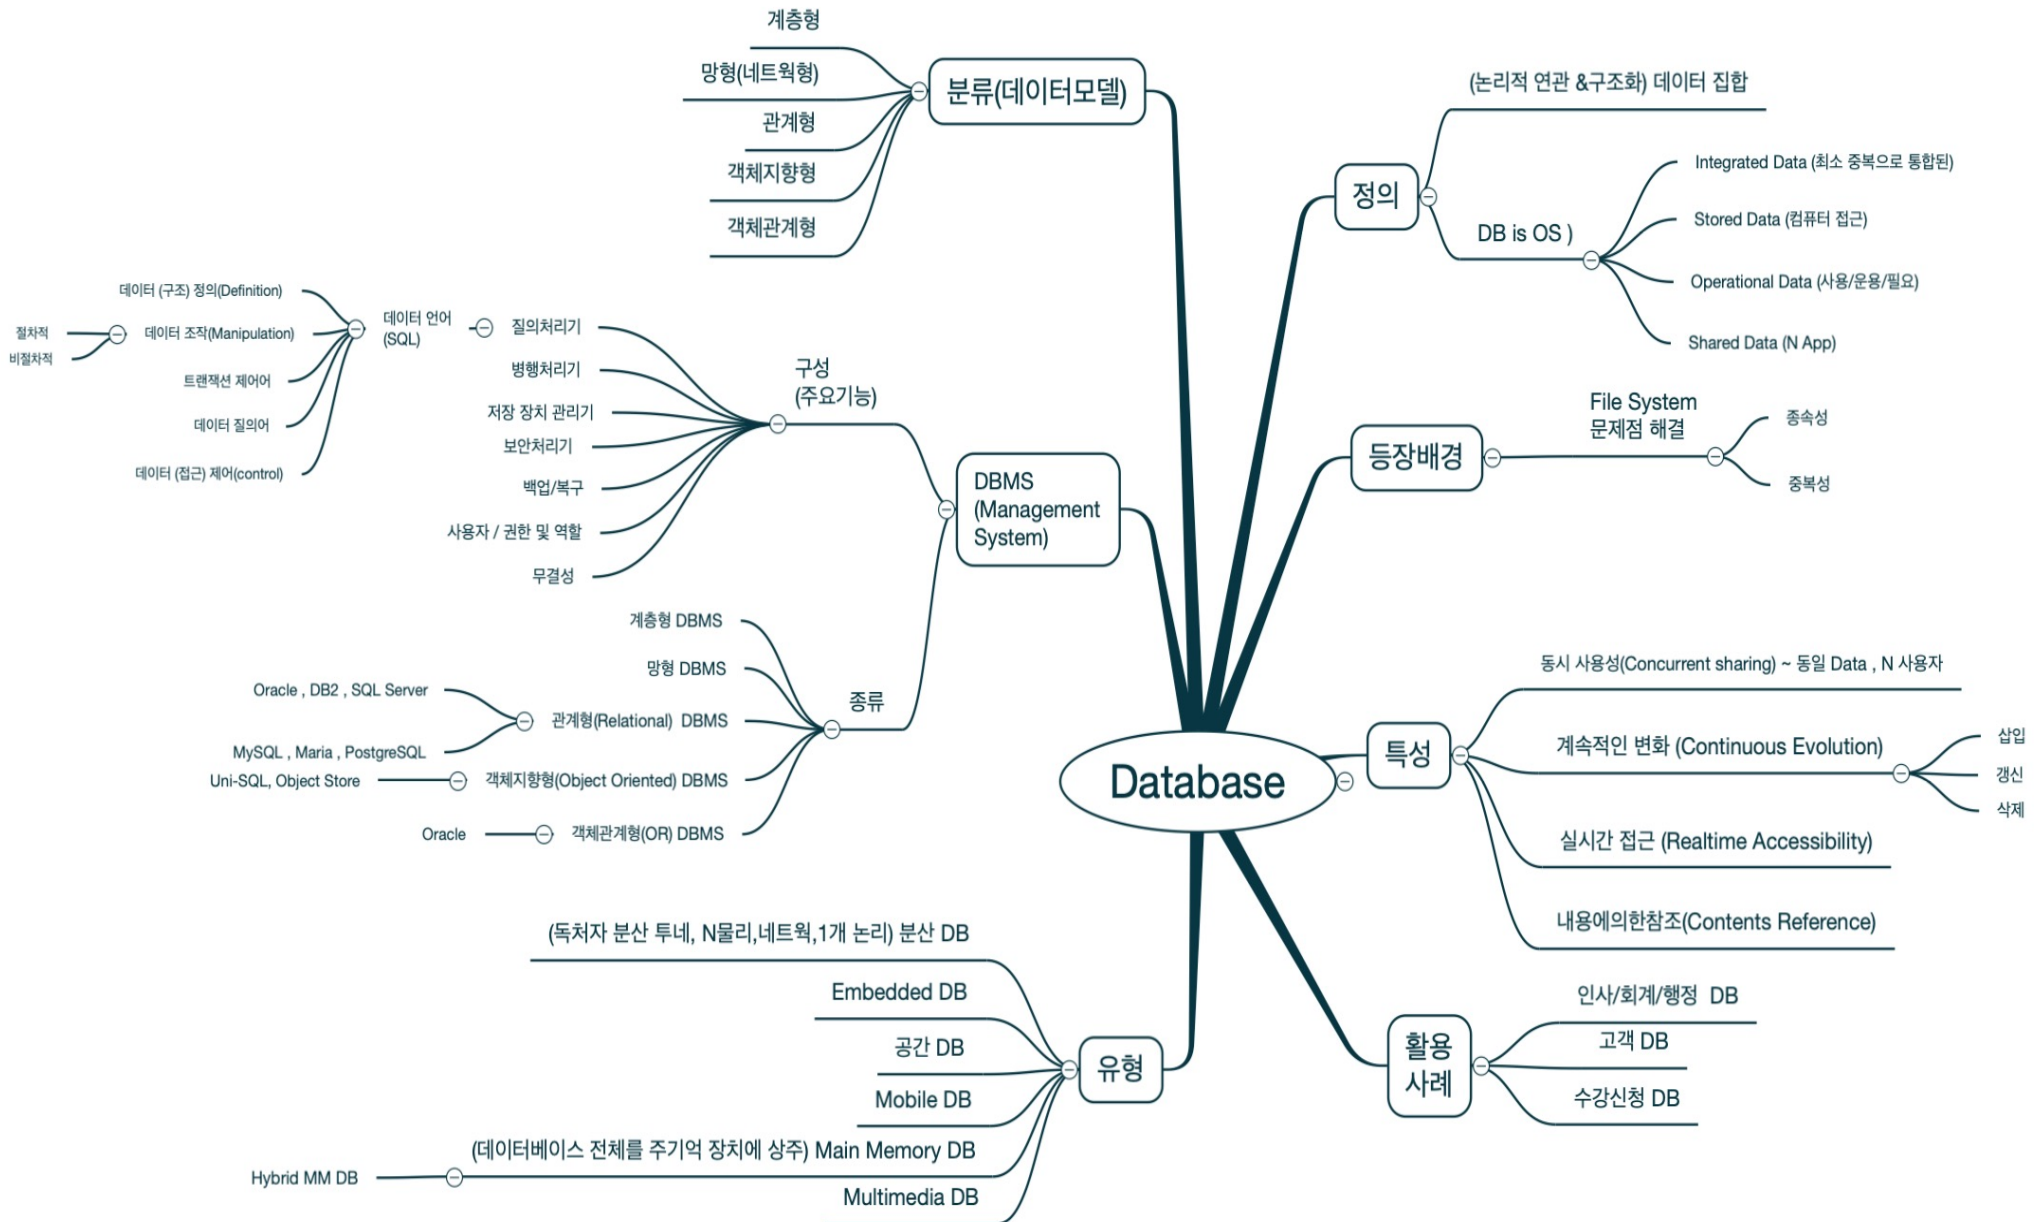 계층형
망형(네트웍형)
관계형
객체지향형
객체관계형
분류(데이터모델)
(논리적 연관 &구조화) 데이터 집합
정의
DB is OS )
Integrated Data (최소 중복으로 통합된)
Stored Data (컴퓨터 접근)
Operational Data (사용/운용/필요)
Shared Data (N App)
등장배경
File System
문제점 해결
종속성
중복성
데이터 (구조) 정의(Definition)
절차적
비절차적
데이터 조작(Manipulation)
트랜잭션 제어어
데이터 질의어
데이터 (접근) 제어(control)
데이터 언어
(SQL)
질의처리기
병행처리기
저장 장치 관리기
보안처리기
백업/복구
사용자 / 권한 및 역할
무결성
구성
(주요기능)
DBMS
(Management
System)
계층형 DBMS
망형 DBMS
Oracle , DB2 , SQL Server
MySQL , Maria , PostgreSQL
관계형(Relational) DBMS
Uni-SQL, Object Store
객체지향형(Object Oriented) DBMS
Oracle
객체관계형(OR) DBMS
종류
Database
특성
동시 사용성(Concurrent sharing) ~ 동일 Data , N 사용자
계속적인 변화 (Continuous Evolution)
삽입
갱신
삭제
실시간 접근 (Realtime Accessibility)
내용에의한참조(Contents Reference)
활용
사례
인사/회계/행정 DB
고객 DB
수강신청 DB
유형
(독처자 분산 투네, N물리,네트웍,1개 논리) 분산 DB
Embedded DB
공간 DB
Mobile DB
(데이터베이스 전체를 주기억 장치에 상주) Main Memory DB
Hybrid MM DB
Multimedia DB